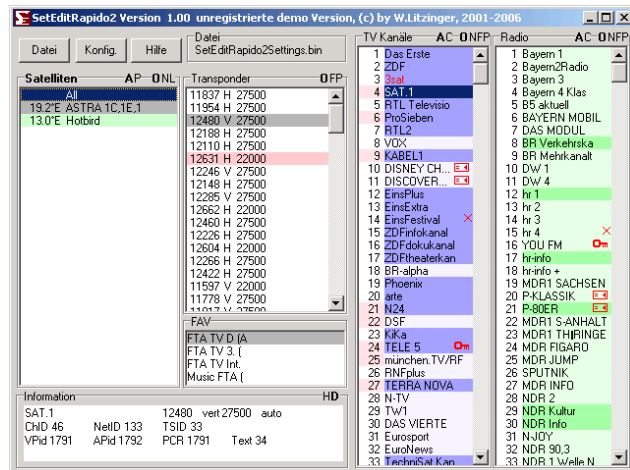 SetEditRapido2 Version 1.00 unregistrierte demo Version, (c) by W.Litzinger, 2001-2006
Datei
Konfig.
Hilfe
Datei
SetEditRapido2Settings.bin
Satelliten AP ONL
All
19.2°E ASTRA 1C,1E,1
13.0°E Hotbird
Transponder OFP
11837 H 27500
11954 H 27500
12480 V 27500
12188 H 27500
12110 H 27500
12631 H 22000
12246 V 27500
12148 H 27500
12285 V 27500
12662 H 22000
12460 H 27500
12226 H 27500
12604 H 22000
12266 H 27500
12422 H 27500
11597 V 22000
11778 V 27500
11817 V 27500
FAV
FTA TV D (A
FTA TV 3. (
FTA TV Int.
Music FTA (
Information HD
SAT.1 12480 vert 27500 auto
ChID 46 NetID 133 TSID 33
VPid 1791 APid 1792 PCR 1791 Text 34
TV Kanäle AC ONFP
1 Das Erste
2 ZDF
3 3sat
4 SAT.1
5 RTL Televisio
6 ProSieben
7 RTL2
8 VOX
9 KABEL1
10 DISNEY CH...
11 DISCOVER...
12 EinsPlus
13 EinsExtra
14 EinsFestival
15 ZDFinfokanal
16 ZDFdokukanal
17 ZDFtheaterkan
18 BR-alpha
19 Phoenix
20 arte
21 N24
22 DSF
23 KiKa
24 TELE 5
25 münchen.TV/RF
26 RNFplus
27 TERRA NOVA
28 N-TV
29 TW1
30 DAS VIERTE
31 Eurosport
32 EuroNews
33 TechniSat Kan
Radio AC ONFP
1 Bayern 1
2 Bayern2Radio
3 Bayern 3
4 Bayern 4 Klas
5 B5 aktuell
6 BAYERN MOBIL
7 DAS MODUL
8 BR Verkehrska
9 BR Mehrkanalt
10 DW 1
11 DW 4
12 hr 1
13 hr 2
14 hr 3
15 hr 4
16 YOU FM
17 hr-info
18 hr-info +
19 MDR1 SACHSEN
20 P-KLASSIK
21 P-80ER
22 MDR1 S-ANHALT
23 MDR1 THIRINGE
24 MDR FIGARO
25 MDR JUMP
26 SPUTNIK
27 MDR INFO
28 NDR 2
29 NDR Kultur
30 NDR Info
31 N-JOY
32 NDR 90,3
33 NDR 1 Welle N